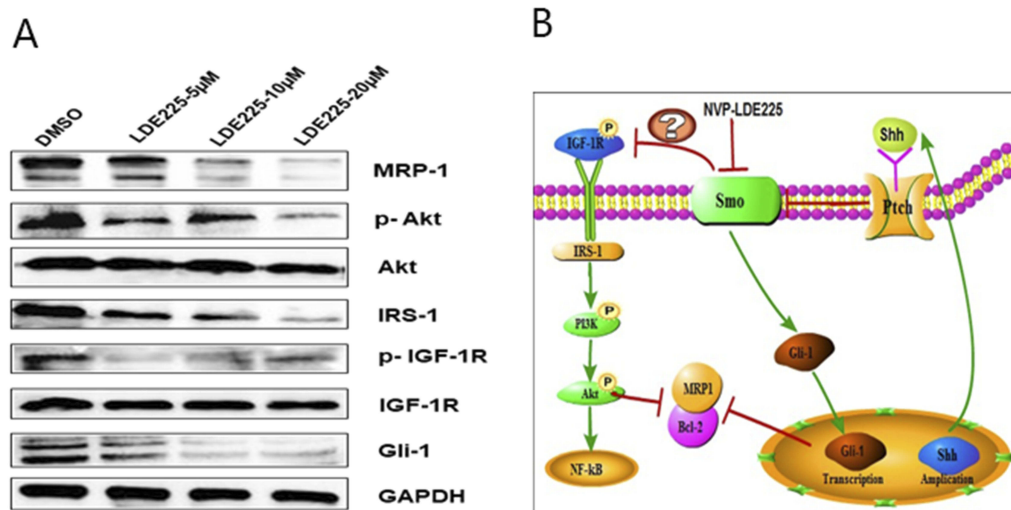 A
DMSO
LDE225-5µM
LDE225-10µM
LDE225-20µM
MRP-1
p- Akt
Akt
IRS-1
p- IGF-1R
IGF-1R
Gli-1
GAPDH
B
NVP-LDE225
?
P
IGF-1R
Shh
Smo
Ptch
IRS-1
P
PI3K
Gli-1
P
Akt
MRP1
Bcl-2
NF-kB
Gli-1
Transcription
Shh
Amplication